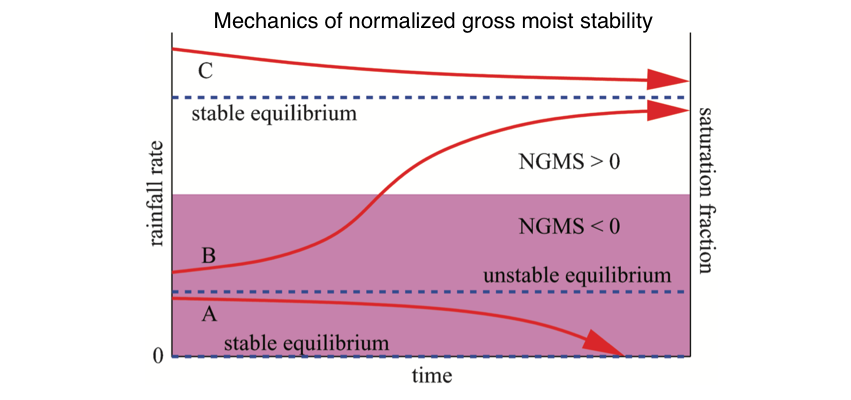 Mechanics of normalized gross moist stability
C
stable equilibrium
NGMS > 0
NGMS < 0
B
unstable equilibrium
A
stable equilibrium
0
time
rainfall rate
saturation fraction